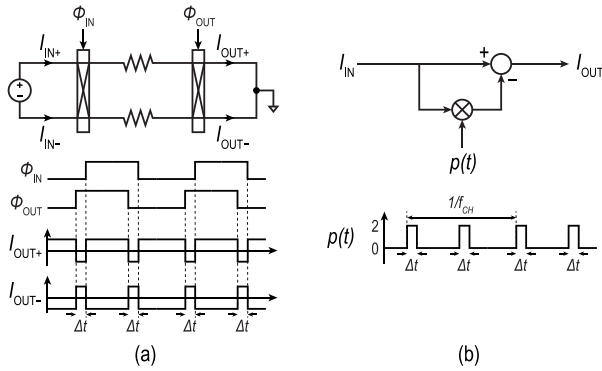 Φ_IN Φ_OUT
I_IN+ I_OUT+
+
-
I_IN- I_OUT-
Φ_IN
Φ_OUT
I_OUT+
I_OUT-
Δt Δt Δt Δt
(a)
I_IN + I_OUT
-
p(t)
1/f_CH
p(t) 2
0
Δt Δt Δt Δt
(b)